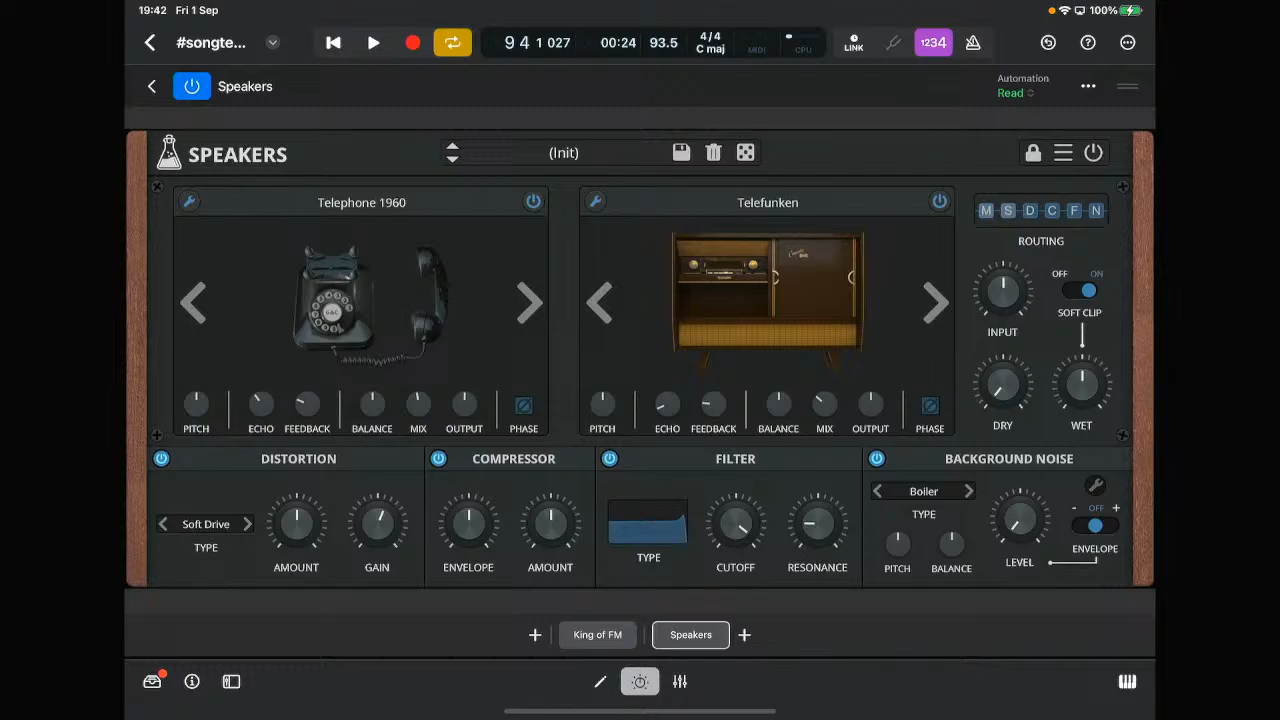 19:42 Fri 1 Sep
100%
#songte...
9 4 1 027
00:24
93.5
4/4
C maj
MIDI
CPU
LINK
1234
Speakers
Automation
Read
SPEAKERS
(Init)
Telephone 1960
Telefunken
M S D C F N
ROUTING
OFF ON
INPUT
SOFT CLIP
PITCH ECHO FEEDBACK BALANCE MIX OUTPUT PHASE
PITCH ECHO FEEDBACK BALANCE MIX OUTPUT PHASE
DRY WET
DISTORTION
COMPRESSOR
FILTER
BACKGROUND NOISE
Soft Drive
TYPE
AMOUNT
GAIN
ENVELOPE
AMOUNT
TYPE
CUTOFF
RESONANCE
Boiler
TYPE
PITCH
BALANCE
LEVEL
- OFF +
ENVELOPE
King of FM
Speakers